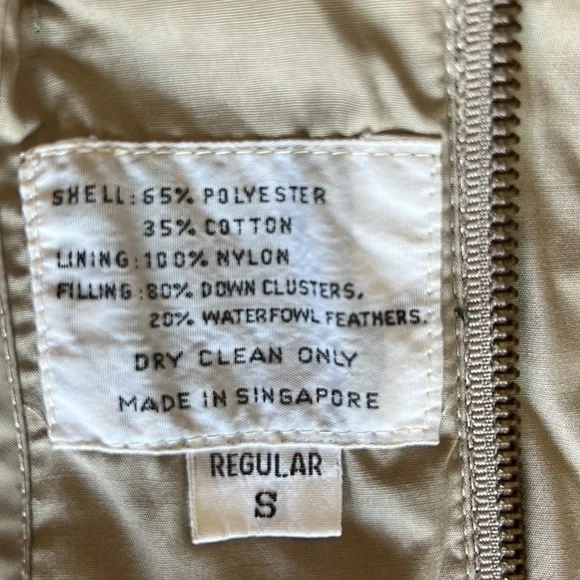 SHELL: 65% POLYESTER
35% COTTON
LINING: 100% NYLON
FILLING: 80% DOWN CLUSTERS,
20% WATERFOWL FEATHERS.
DRY CLEAN ONLY
MADE IN SINGAPORE
REGULAR
S